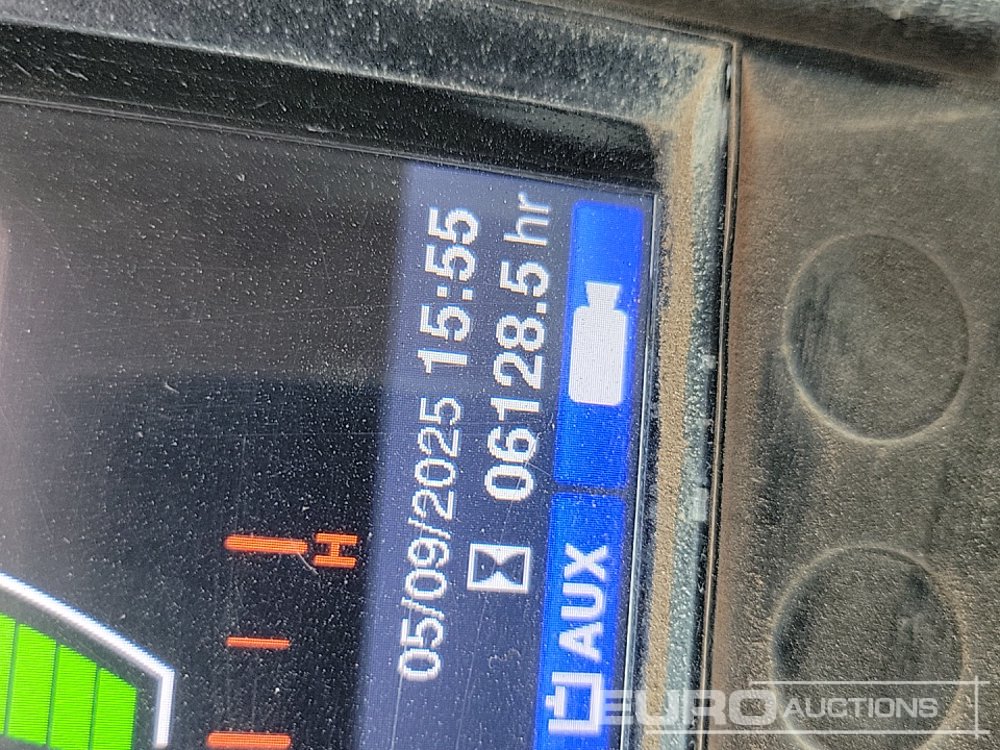 05/09/2025 15:55
06128.5 hr
H
AUX
EURO AUCTIONS